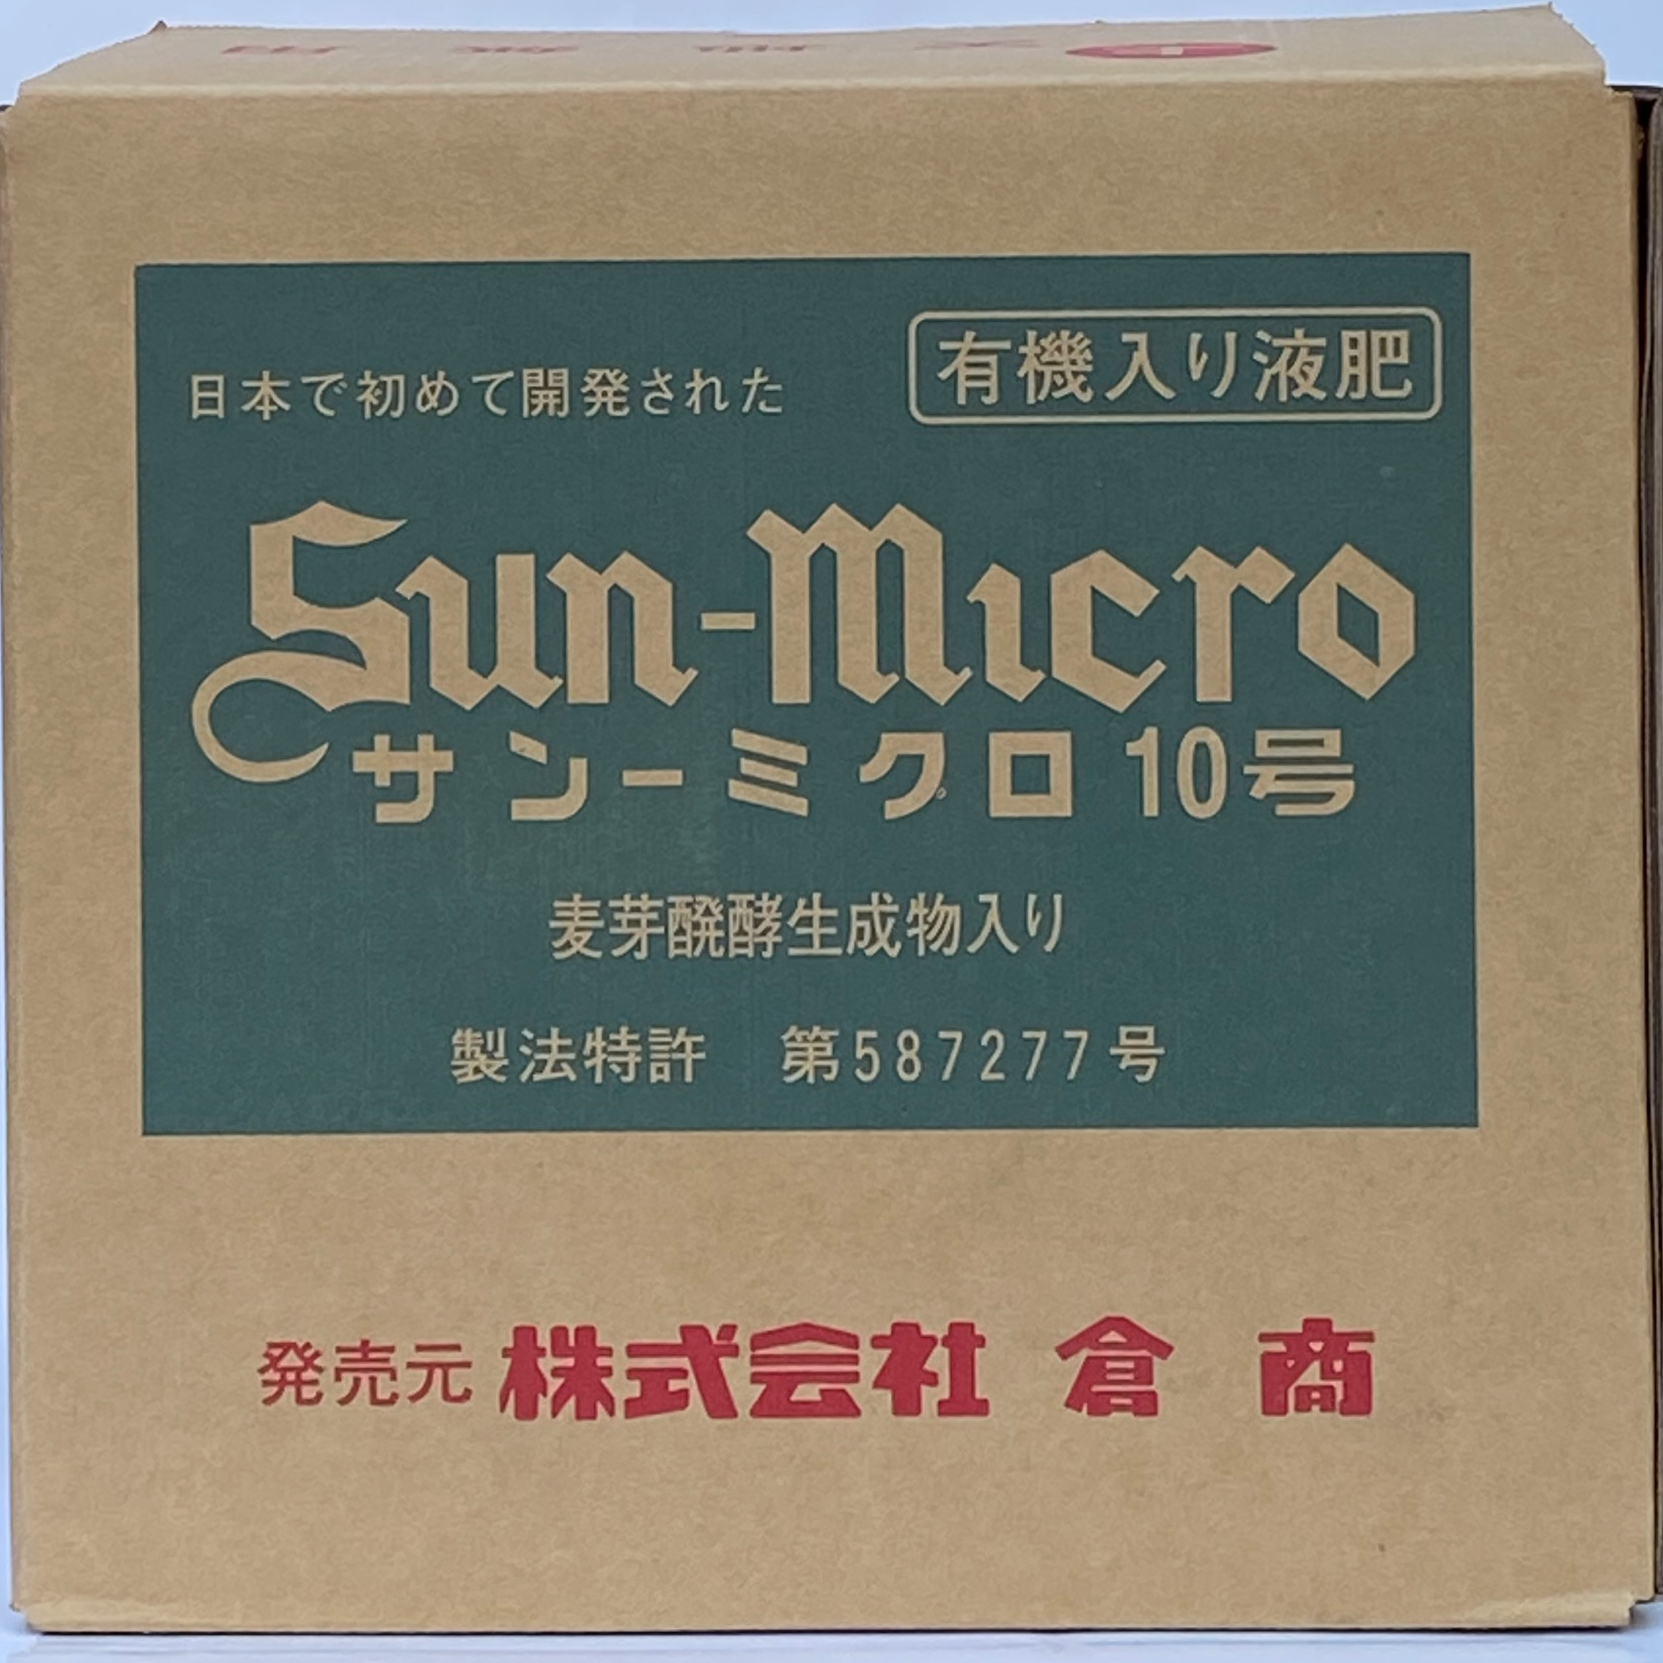 日本で初めて開発された
有機入り液肥
Sun-Micro
サンーミクロ 10号
麦芽醗酵生成物入り
製法特許 第587277号
発売元 株式会社 倉商